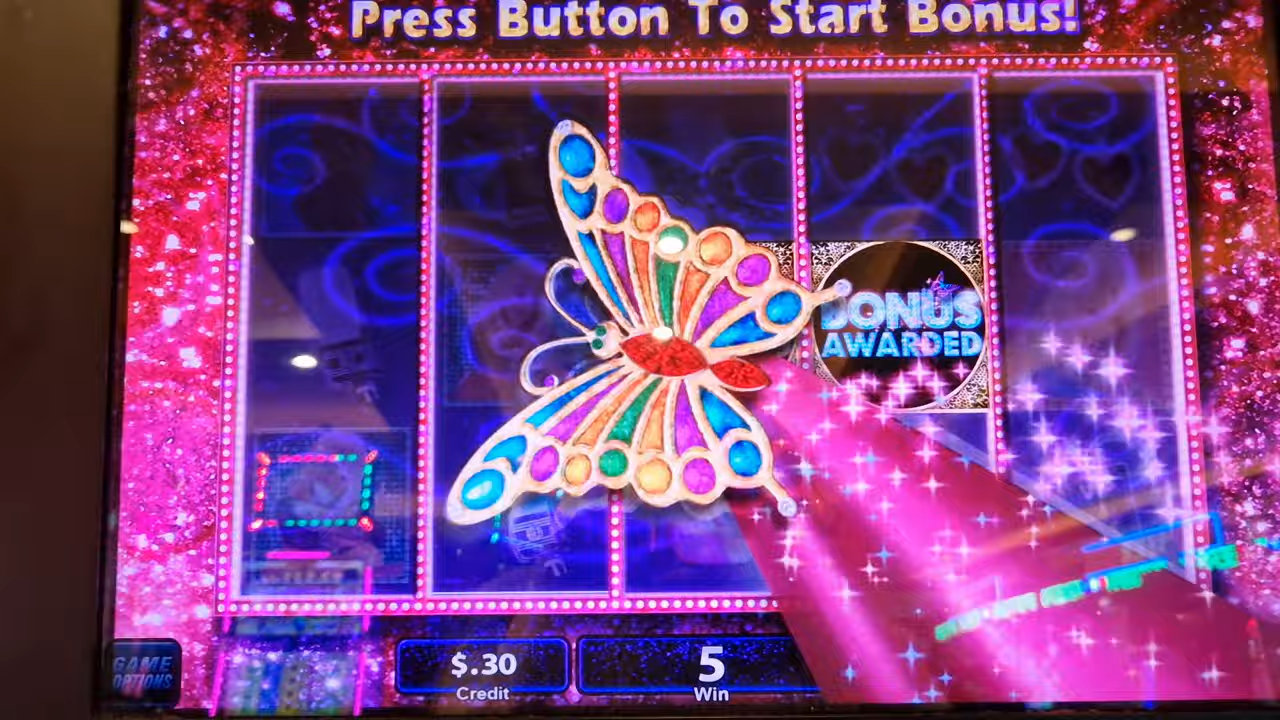 Press Button To Start Bonus!
BONUS
AWARDED
GAME
OPTIONS
$.30
Credit
5
Win